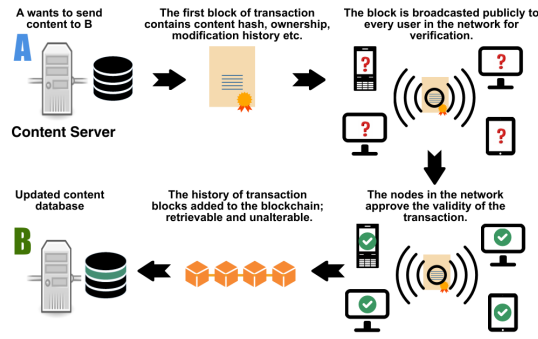 A wants to send
content to B
A
Content Server
The first block of transaction
contains content hash, ownership,
modification history etc.
The block is broadcasted publicly to
every user in the network for
verification.
?
?
?
?
The nodes in the network
approve the validity of the
transaction.
The history of transaction
blocks added to the blockchain;
retrievable and unalterable.
Updated content
database
B